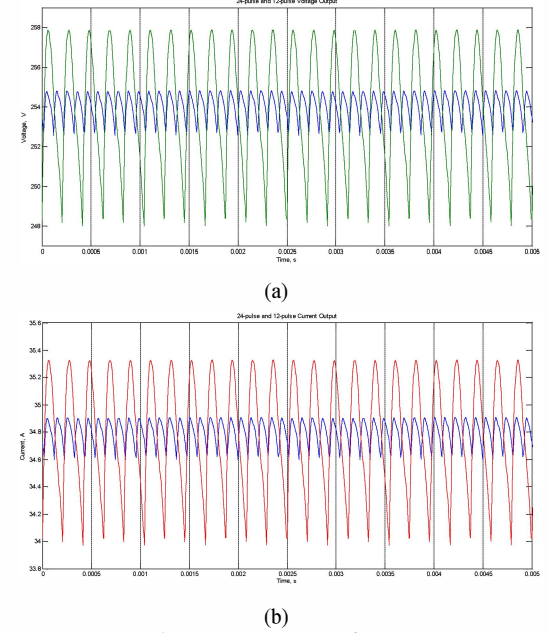 24-pulse and 12-pulse Voltage Output
258
256
254
252
250
248
Voltage, V
0 0.0005 0.001 0.0015 0.002 0.0025 0.003 0.0035 0.004 0.0045 0.005
Time, s
(a)
24-pulse and 12-pulse Current Output
35.6
35.4
35.2
35
34.8
34.6
34.4
34.2
34
33.8
Current, A
0 0.0005 0.001 0.0015 0.002 0.0025 0.003 0.0035 0.004 0.0045 0.005
Time, s
(b)